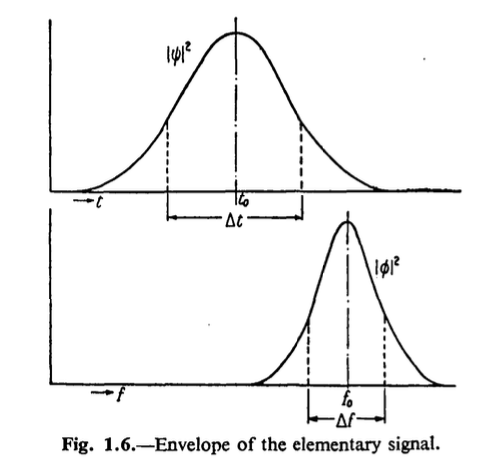 |ψ|²
t₀
→t
Δt
|ϕ|²
→f
f₀
Δf
Fig. 1.6.—Envelope of the elementary signal.